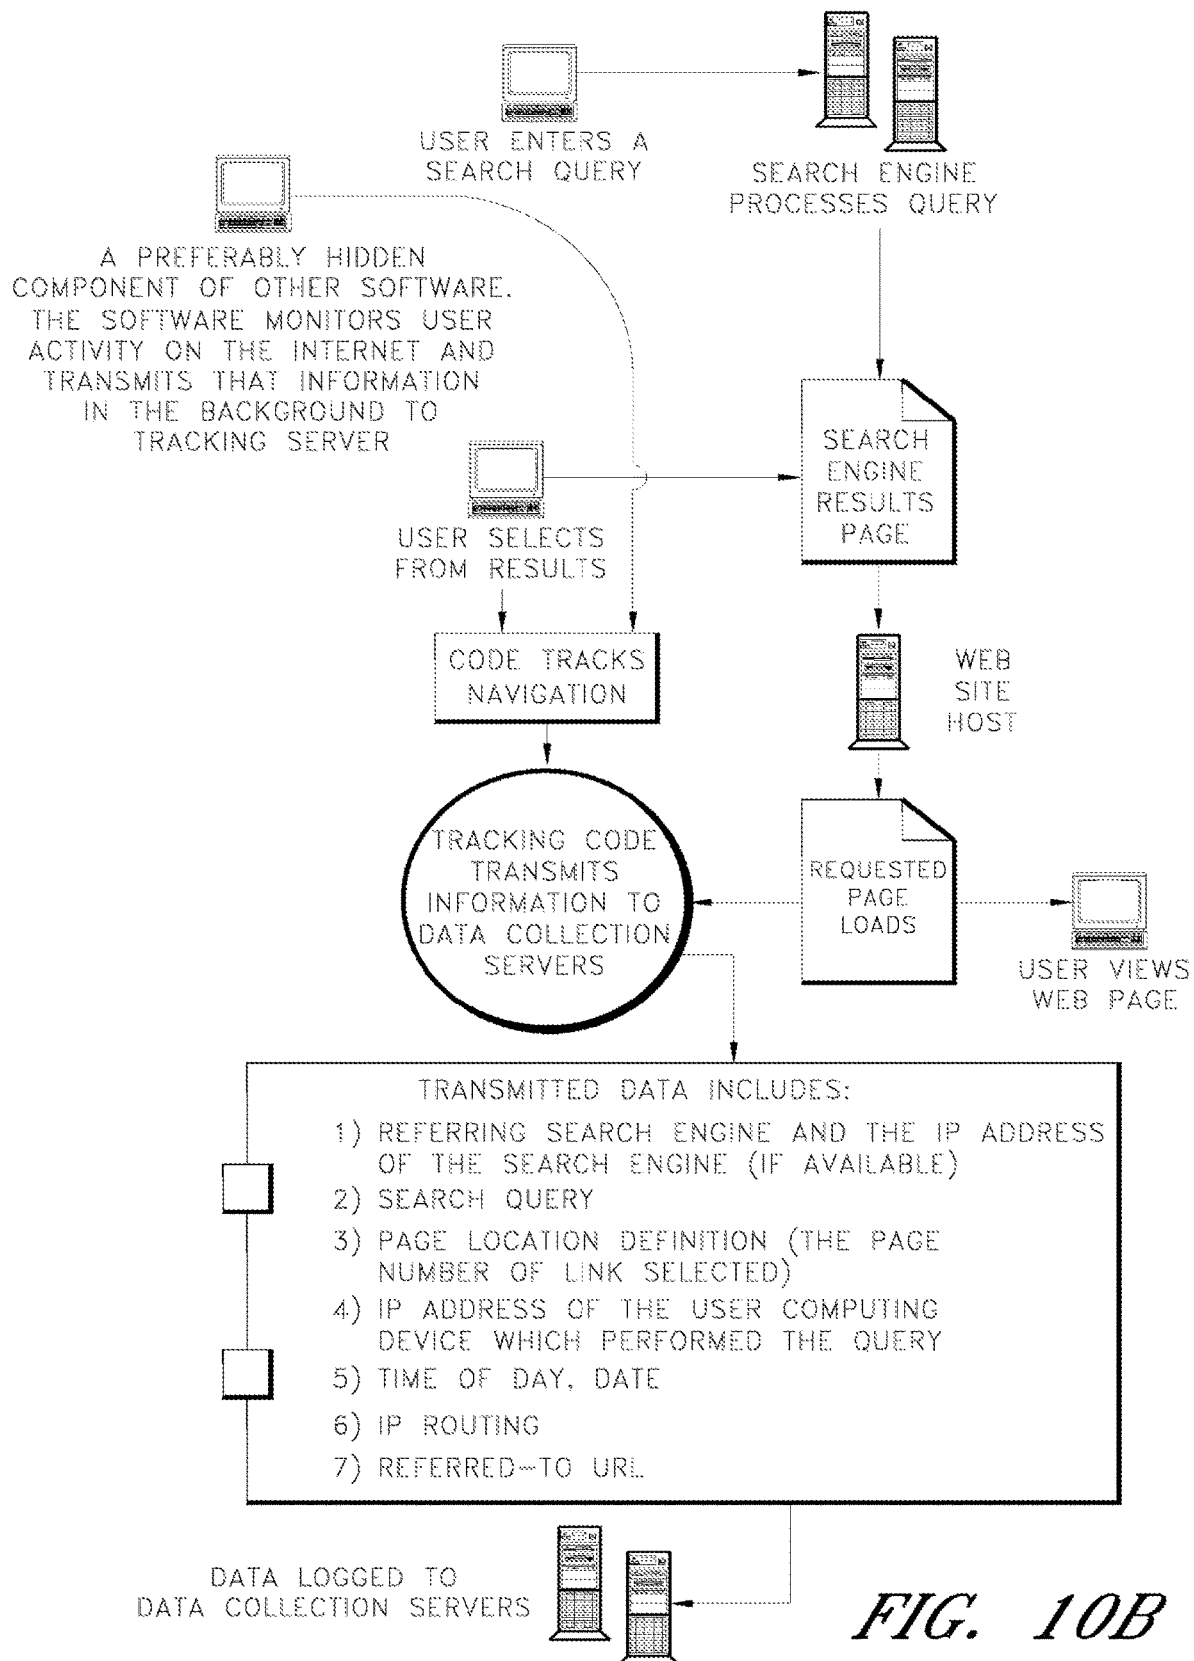 USER ENTERS A
SEARCH QUERY
SEARCH ENGINE
PROCESSES QUERY
A PREFERABLY HIDDEN
COMPONENT OF OTHER SOFTWARE.
THE SOFTWARE MONITORS USER
ACTIVITY ON THE INTERNET AND
TRANSMITS THAT INFORMATION
IN THE BACKGROUND TO
TRACKING SERVER
SEARCH
ENGINE
RESULTS
PAGE
USER SELECTS
FROM RESULTS
CODE TRACKS
NAVIGATION
WEB
SITE
HOST
TRACKING CODE
TRANSMITS
INFORMATION TO
DATA COLLECTION
SERVERS
REQUESTED
PAGE
LOADS
USER VIEWS
WEB PAGE
TRANSMITTED DATA INCLUDES:
1) REFERRING SEARCH ENGINE AND THE IP ADDRESS
OF THE SEARCH ENGINE (IF AVAILABLE)
2) SEARCH QUERY
3) PAGE LOCATION DEFINITION (THE PAGE
NUMBER OF LINK SELECTED)
4) IP ADDRESS OF THE USER COMPUTING
DEVICE WHICH PERFORMED THE QUERY
5) TIME OF DAY, DATE
6) IP ROUTING
7) REFERRED-TO URL
DATA LOGGED TO
DATA COLLECTION SERVERS
FIG. 10B